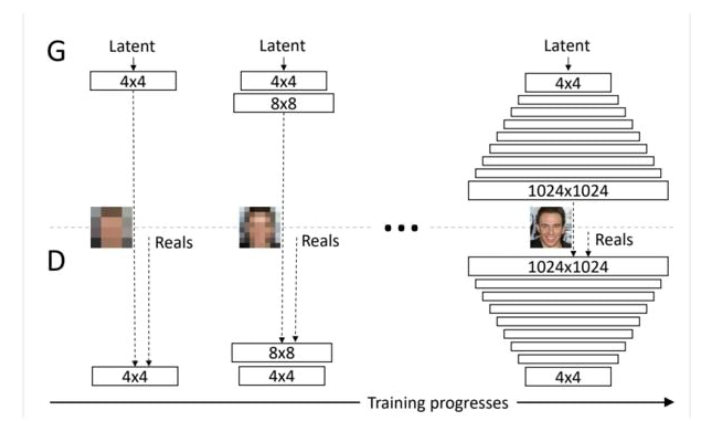 G
Latent
Latent
Latent
4x4
4x4
4x4
8x8
1024x1024
Reals
Reals
Reals
D
1024x1024
8x8
4x4
4x4
4x4
Training progresses